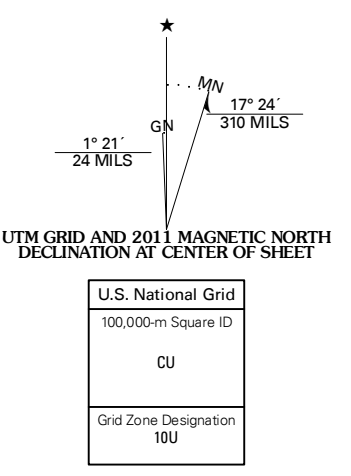 ★
MN
GN
17° 24´
310 MILS
1° 21´
24 MILS
UTM GRID AND 2011 MAGNETIC NORTH
DECLINATION AT CENTER OF SHEET
U.S. National Grid
100,000-m Square ID
CU
Grid Zone Designation
10U